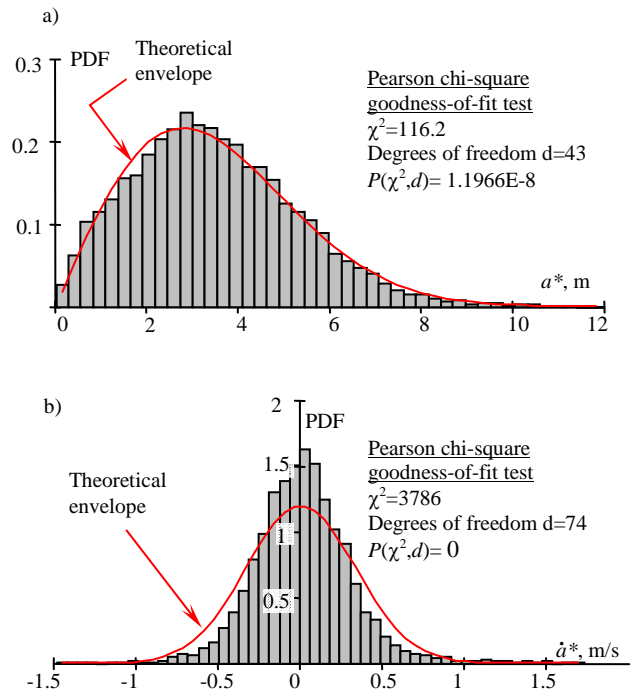 a)
PDF
Theoretical
envelope
0.3
0.2
0.1
Pearson chi-square
goodness-of-fit test
χ²=116.2
Degrees of freedom d=43
P(χ²,d)= 1.1966E-8
a*, m
0 2 4 6 8 10 12
b)
2
PDF
1.5
1
0.5
Theoretical
envelope
Pearson chi-square
goodness-of-fit test
χ²=3786
Degrees of freedom d=74
P(χ²,d)= 0
ȧ*, m/s
-1.5 -1 -0.5 0 0.5 1 1.5